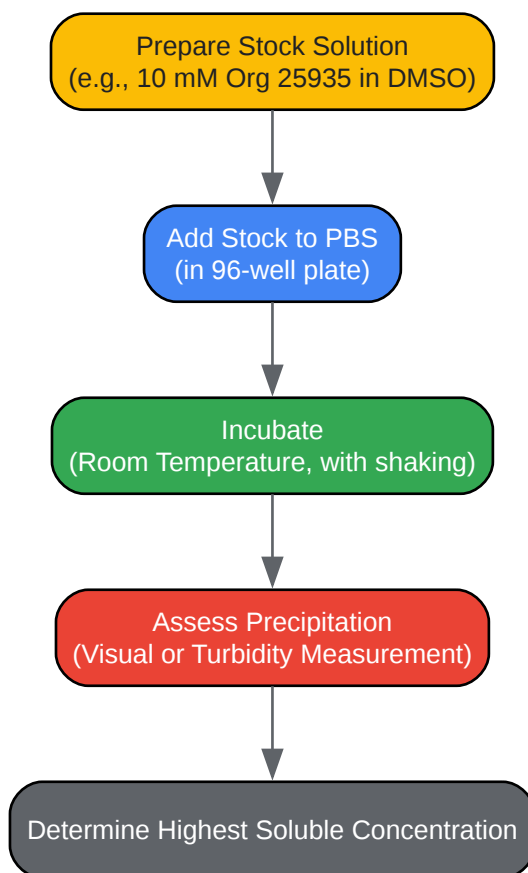 Prepare Stock Solution
(e.g., 10 mM Org 25935 in DMSO)
Add Stock to PBS
(in 96-well plate)
Incubate
(Room Temperature, with shaking)
Assess Precipitation
(Visual or Turbidity Measurement)
Determine Highest Soluble Concentration